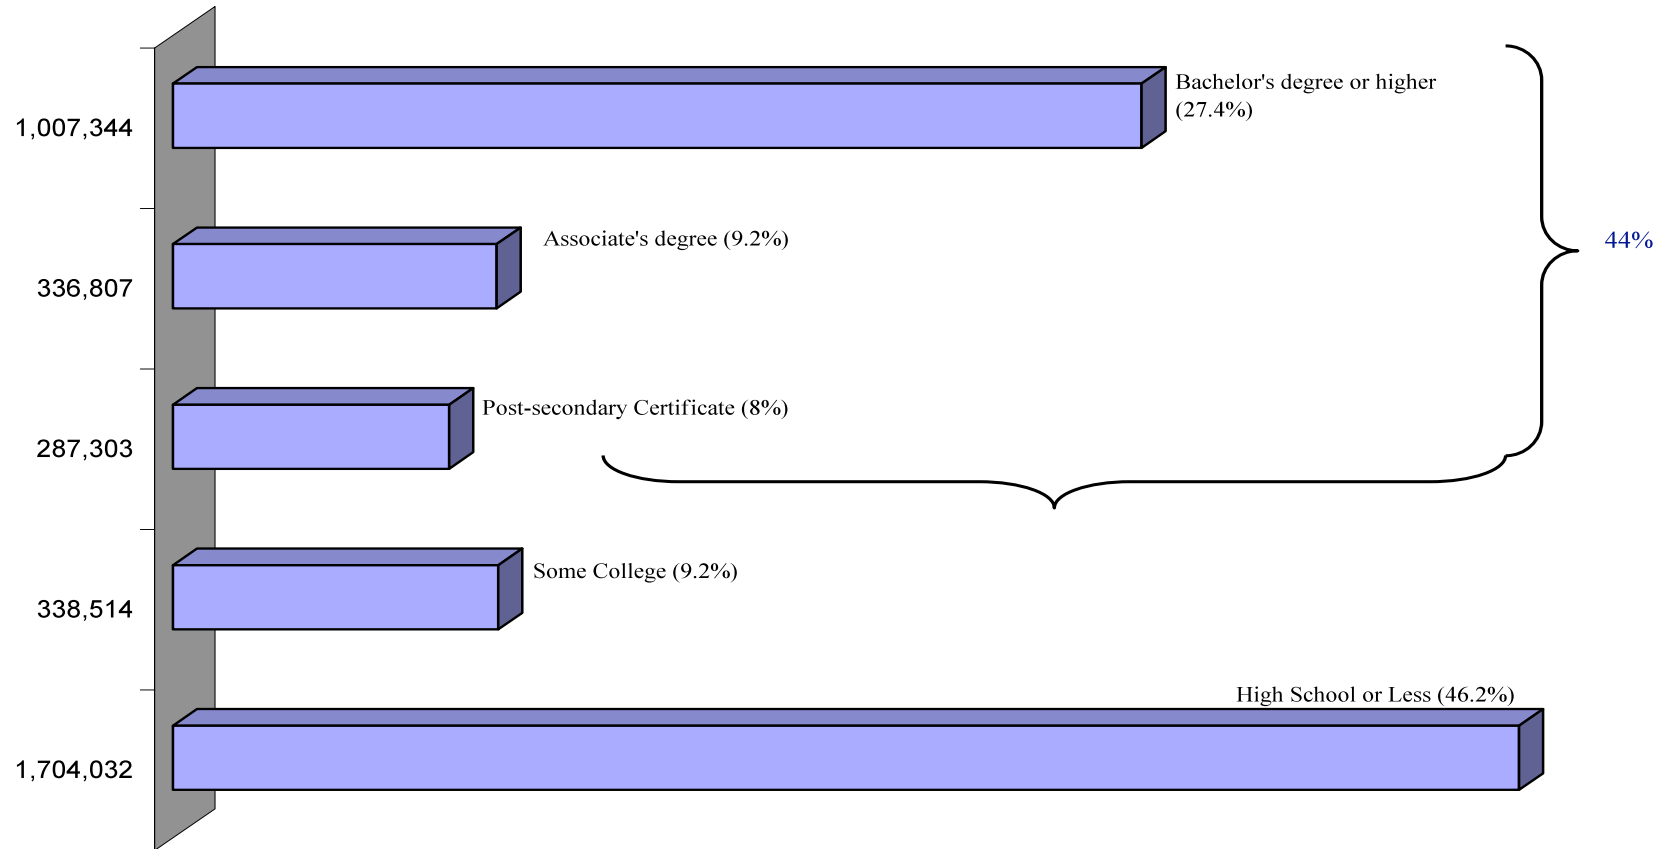 Bachelor's degree or higher
(27.4%)
1,007,344
Associate's degree (9.2%)
44%
336,807
Post-secondary Certificate (8%)
287,303
Some College (9.2%)
338,514
High School or Less (46.2%)
1,704,032